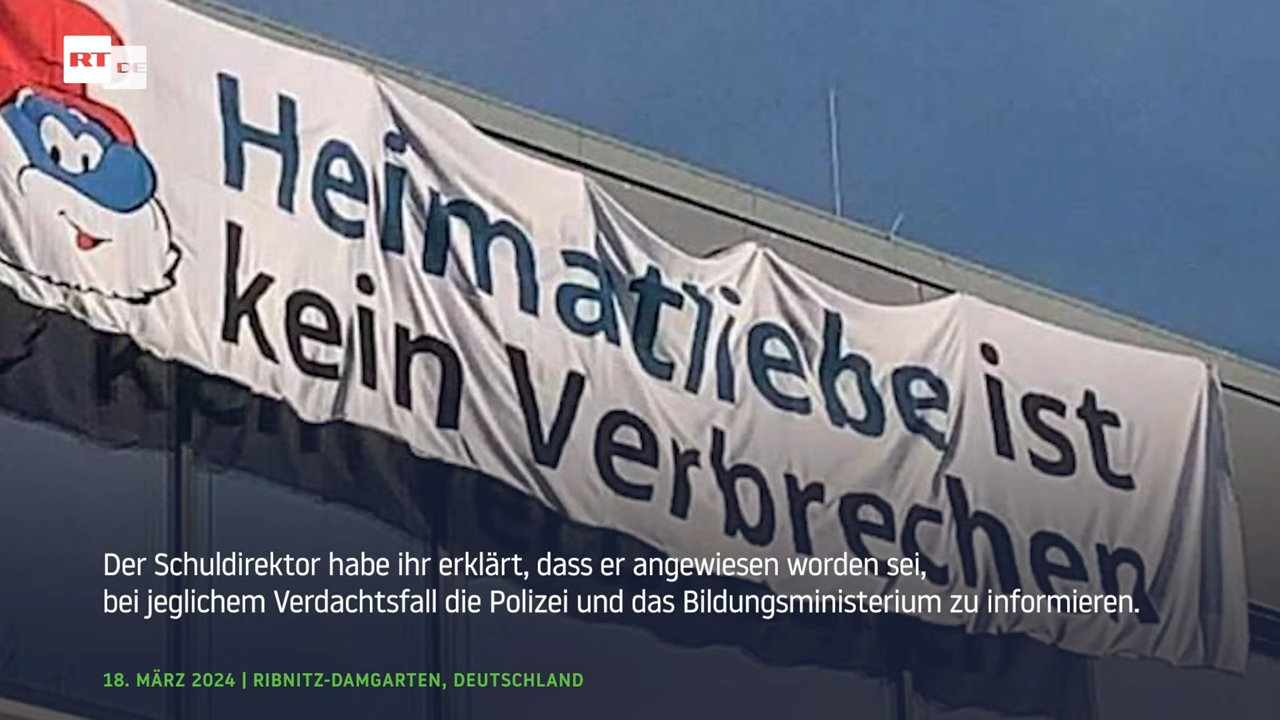 RT DE
Heimatliebe ist
kein Verbrechen
Der Schuldirektor habe ihr erklärt, dass er angewiesen worden sei,
bei jeglichem Verdachtsfall die Polizei und das Bildungsministerium zu informieren.
18. MÄRZ 2024 | RIBNITZ-DAMGARTEN, DEUTSCHLAND